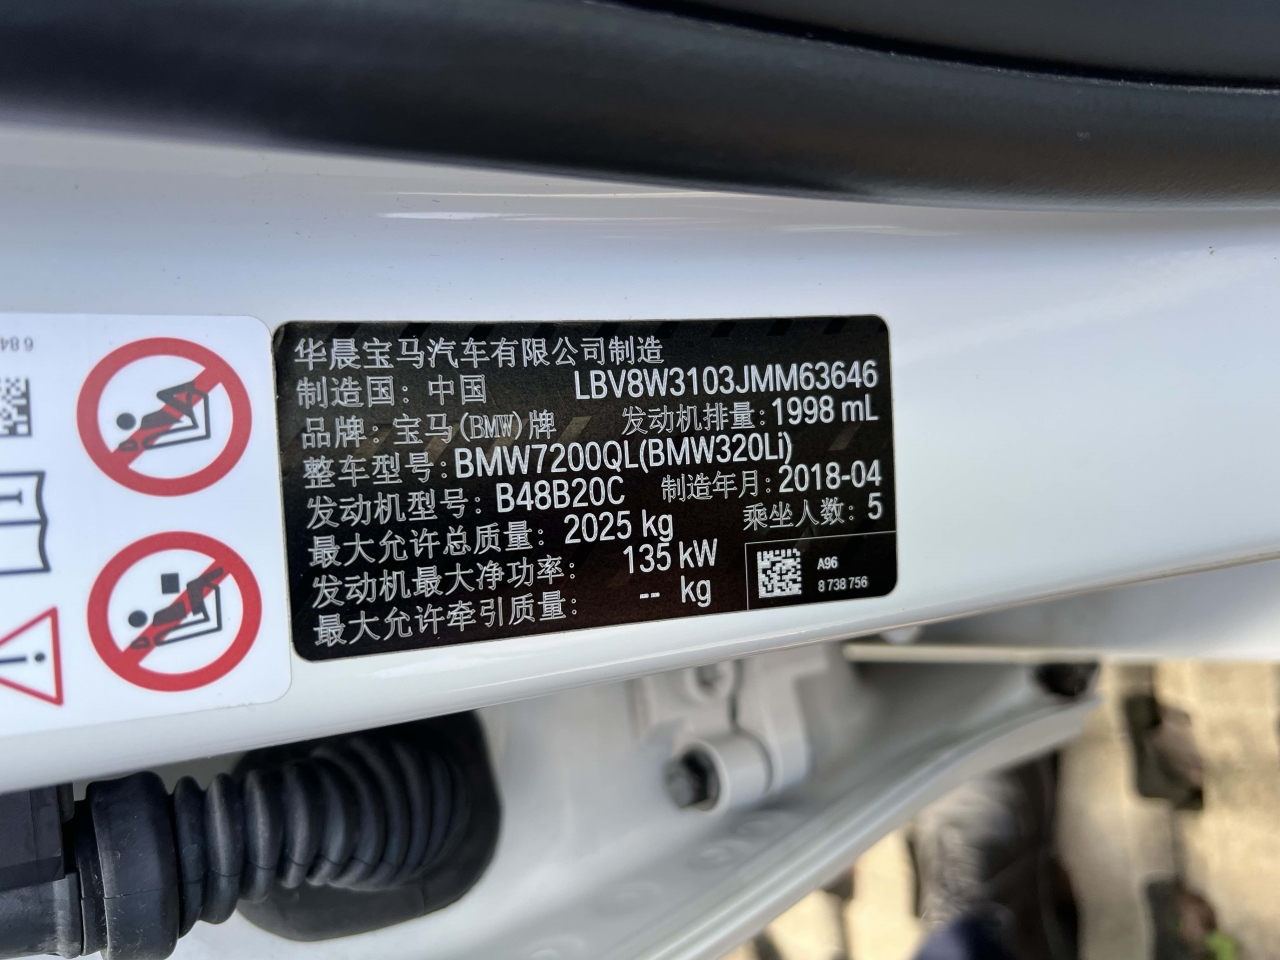 华晨宝马汽车有限公司制造
制造国: 中国 LBV8W3103JMM63646
品牌: 宝马(BMW)牌 发动机排量: 1998 mL
整车型号: BMW7200QL(BMW320Li)
发动机型号: B48B20C 制造年月: 2018-04
最大允许总质量: 2025 kg 乘坐人数: 5
发动机最大净功率: 135 kW
最大允许牵引质量: -- kg
A96
8 738 756